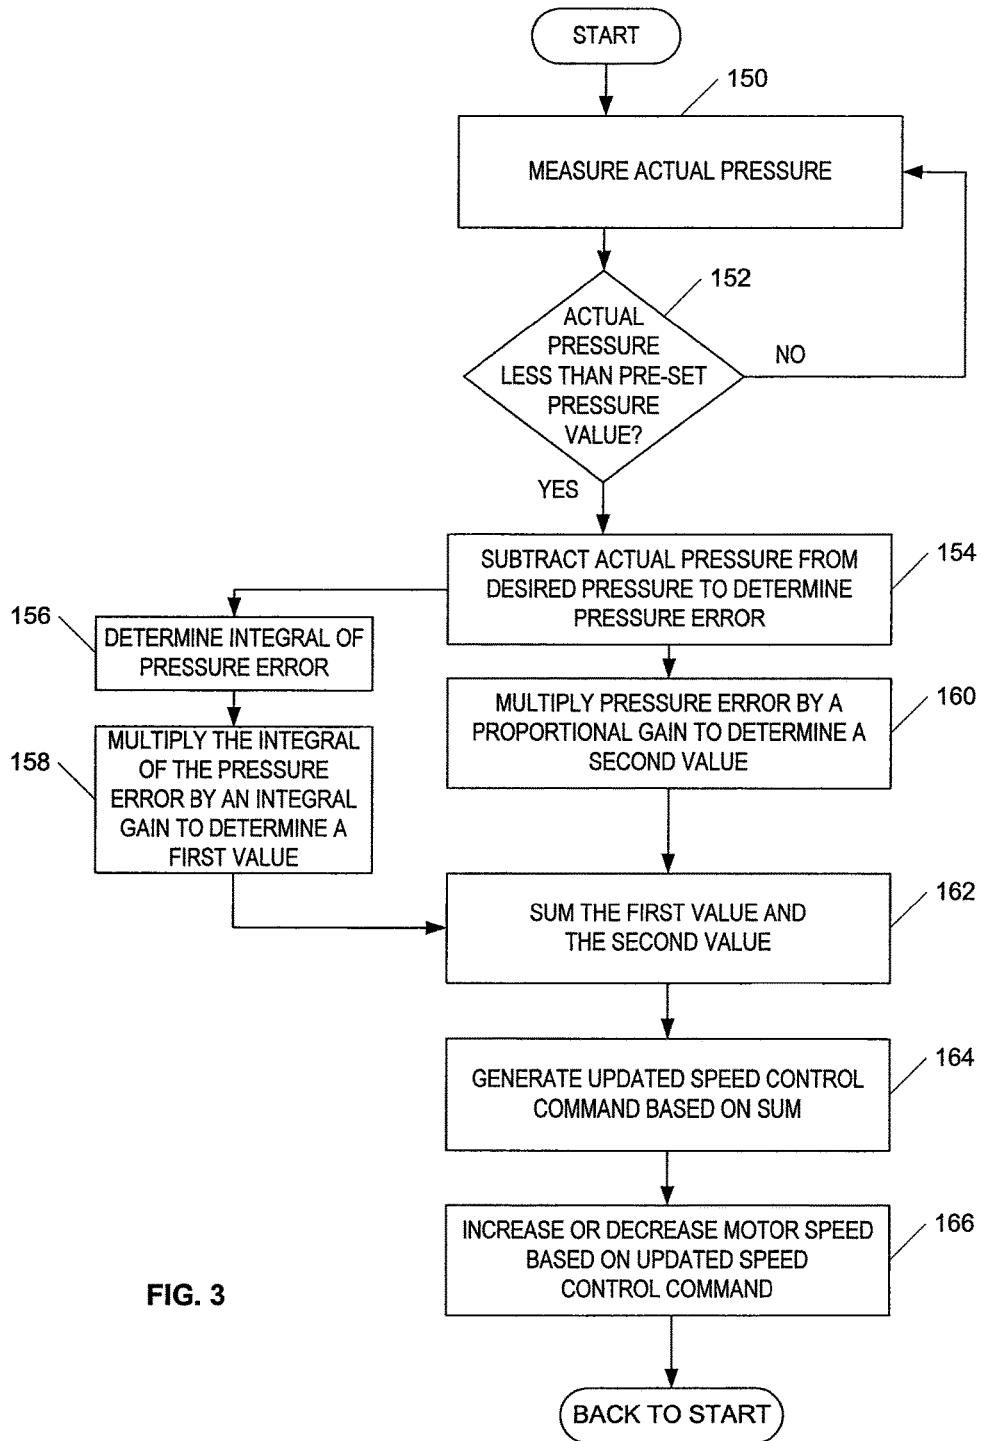 START
150
MEASURE ACTUAL PRESSURE
152
ACTUAL
PRESSURE
LESS THAN PRE-SET
PRESSURE
VALUE?
NO
YES
154
SUBTRACT ACTUAL PRESSURE FROM
DESIRED PRESSURE TO DETERMINE
PRESSURE ERROR
156
DETERMINE INTEGRAL OF
PRESSURE ERROR
158
MULTIPLY THE INTEGRAL
OF THE PRESSURE
ERROR BY AN INTEGRAL
GAIN TO DETERMINE A
FIRST VALUE
160
MULTIPLY PRESSURE ERROR BY A
PROPORTIONAL GAIN TO DETERMINE A
SECOND VALUE
162
SUM THE FIRST VALUE AND
THE SECOND VALUE
164
GENERATE UPDATED SPEED CONTROL
COMMAND BASED ON SUM
166
INCREASE OR DECREASE MOTOR SPEED
BASED ON UPDATED SPEED
CONTROL COMMAND
FIG. 3
BACK TO START